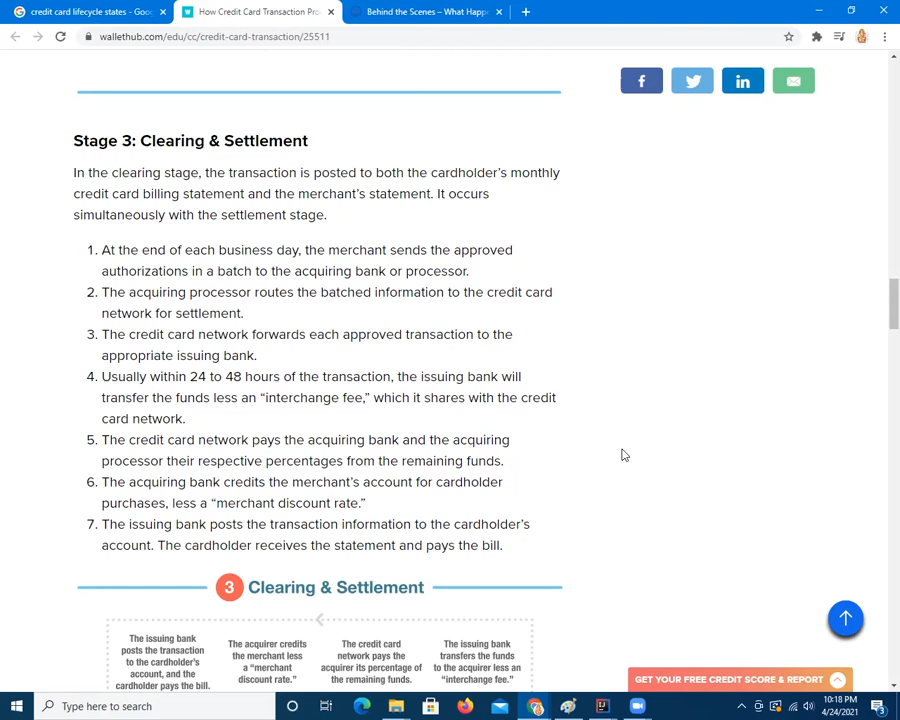 credit card lifecycle states - Goo
How Credit Card Transaction Pro
Behind the Scenes – What Happ
wallethub.com/edu/cc/credit-card-transaction/25511
Stage 3: Clearing & Settlement
In the clearing stage, the transaction is posted to both the cardholder's monthly
credit card billing statement and the merchant's statement. It occurs
simultaneously with the settlement stage.
1. At the end of each business day, the merchant sends the approved
authorizations in a batch to the acquiring bank or processor.
2. The acquiring processor routes the batched information to the credit card
network for settlement.
3. The credit card network forwards each approved transaction to the
appropriate issuing bank.
4. Usually within 24 to 48 hours of the transaction, the issuing bank will
transfer the funds less an “interchange fee,” which it shares with the credit
card network.
5. The credit card network pays the acquiring bank and the acquiring
processor their respective percentages from the remaining funds.
6. The acquiring bank credits the merchant's account for cardholder
purchases, less a “merchant discount rate.”
7. The issuing bank posts the transaction information to the cardholder's
account. The cardholder receives the statement and pays the bill.
3 Clearing & Settlement
The issuing bank
posts the transaction
to the cardholder's
account, and the
cardholder pays the bill.
The acquirer credits
the merchant less
a “merchant
discount rate.”
The credit card
network pays the
acquirer its percentage of
the remaining funds.
The issuing bank
transfers the funds
to the acquirer less an
“interchange fee.”
GET YOUR FREE CREDIT SCORE & REPORT
Type here to search
10:18 PM
4/24/2021
3